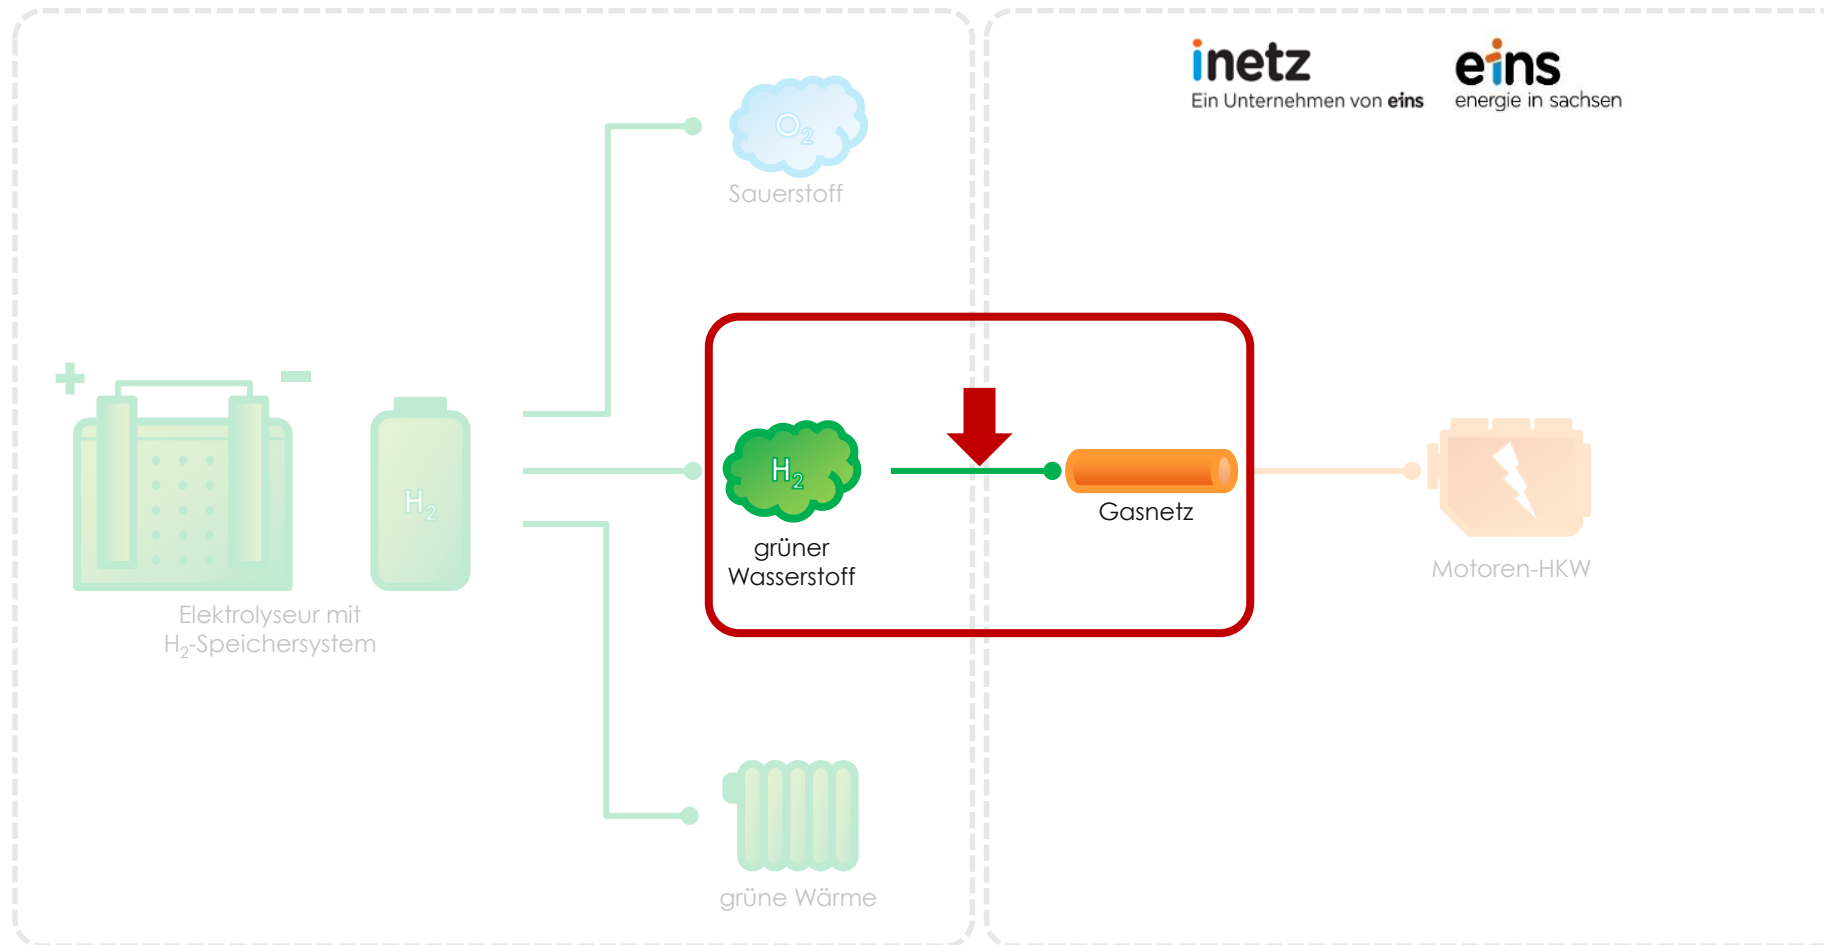 inetz
Ein Unternehmen von eins
eins
energie in sachsen
O₂
Sauerstoff
+
−
H₂
Elektrolyseur mit
H₂-Speichersystem
H₂
grüner
Wasserstoff
Gasnetz
Motoren-HKW
grüne Wärme